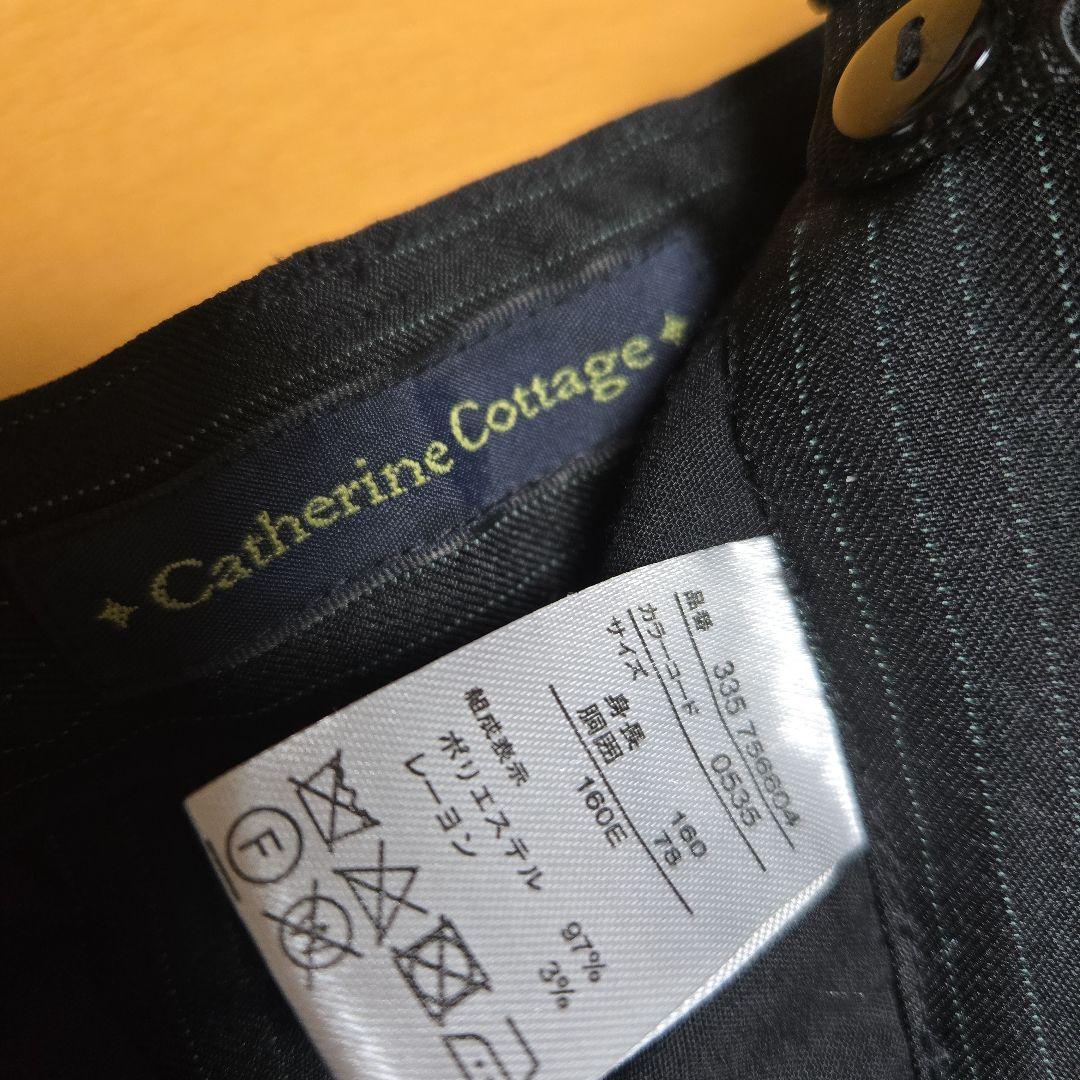 Catherine Cottage
品番 335 756604
カラーコード 0535
サイズ
身長 160
胴囲 78
160E
組成表示
ポリエステル 97%
レーヨン 3%
F
W